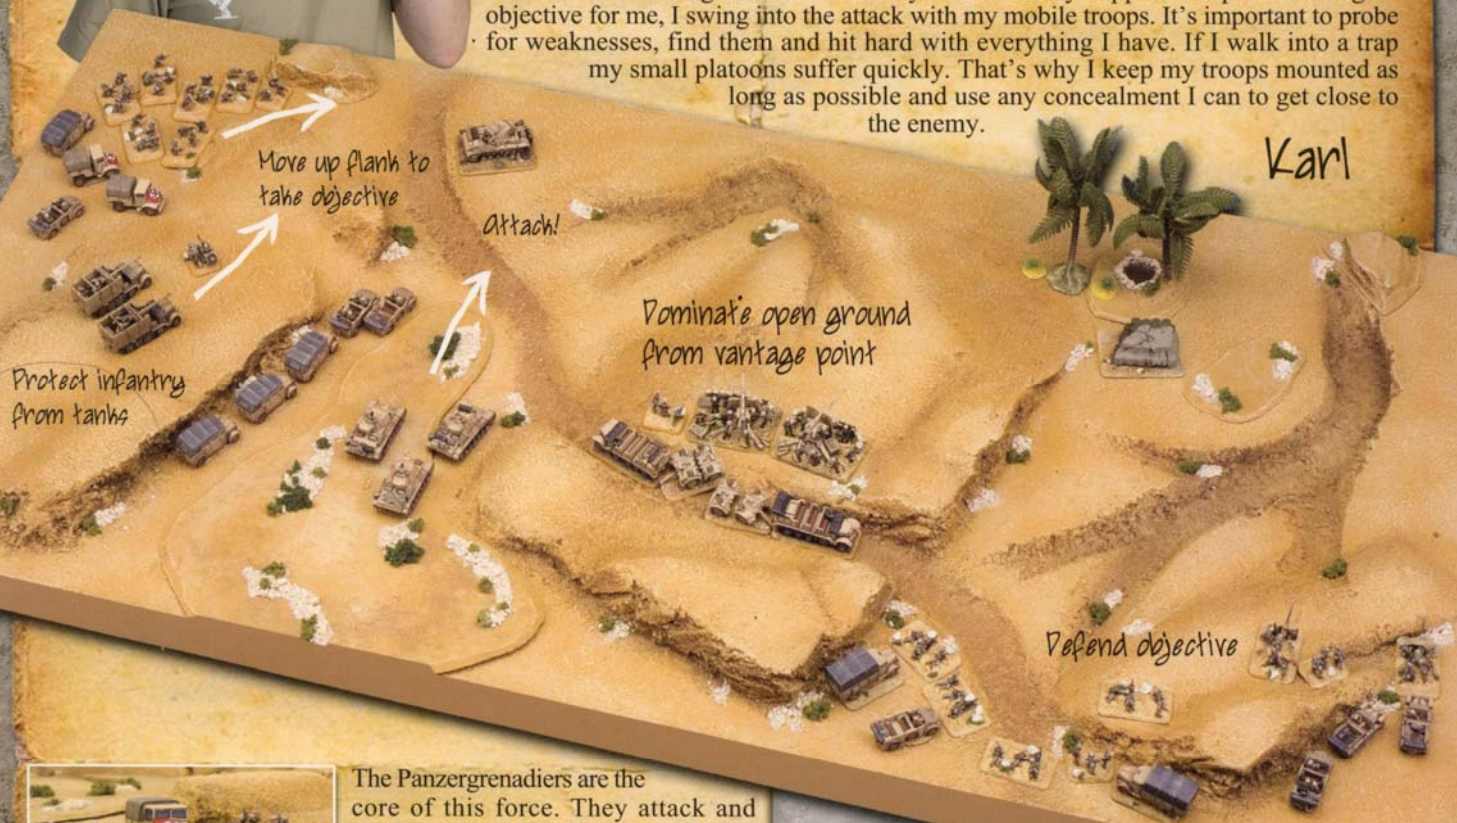 objective for me, I swing into the attack with my mobile troops. It's important to probe
for weaknesses, find them and hit hard with everything I have. If I walk into a trap
my small platoons suffer quickly. That's why I keep my troops mounted as
long as possible and use any concealment I can to get close to
the enemy.
Karl
Move up flank to
take objective
Attack!
Dominate open ground
from vantage point
Protect infantry
from tanks
Defend objective
The Panzergrenadiers are the
core of this force. They attack and